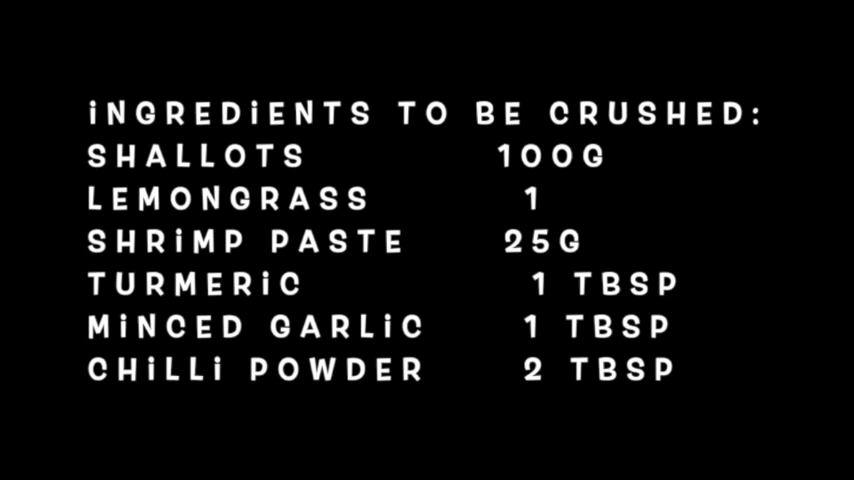 INGREDIENTS TO BE CRUSHED:
SHALLOTS 100G
LEMONGRASS 1
SHRIMP PASTE 25G
TURMERIC 1 TBSP
MINCED GARLIC 1 TBSP
CHILLI POWDER 2 TBSP